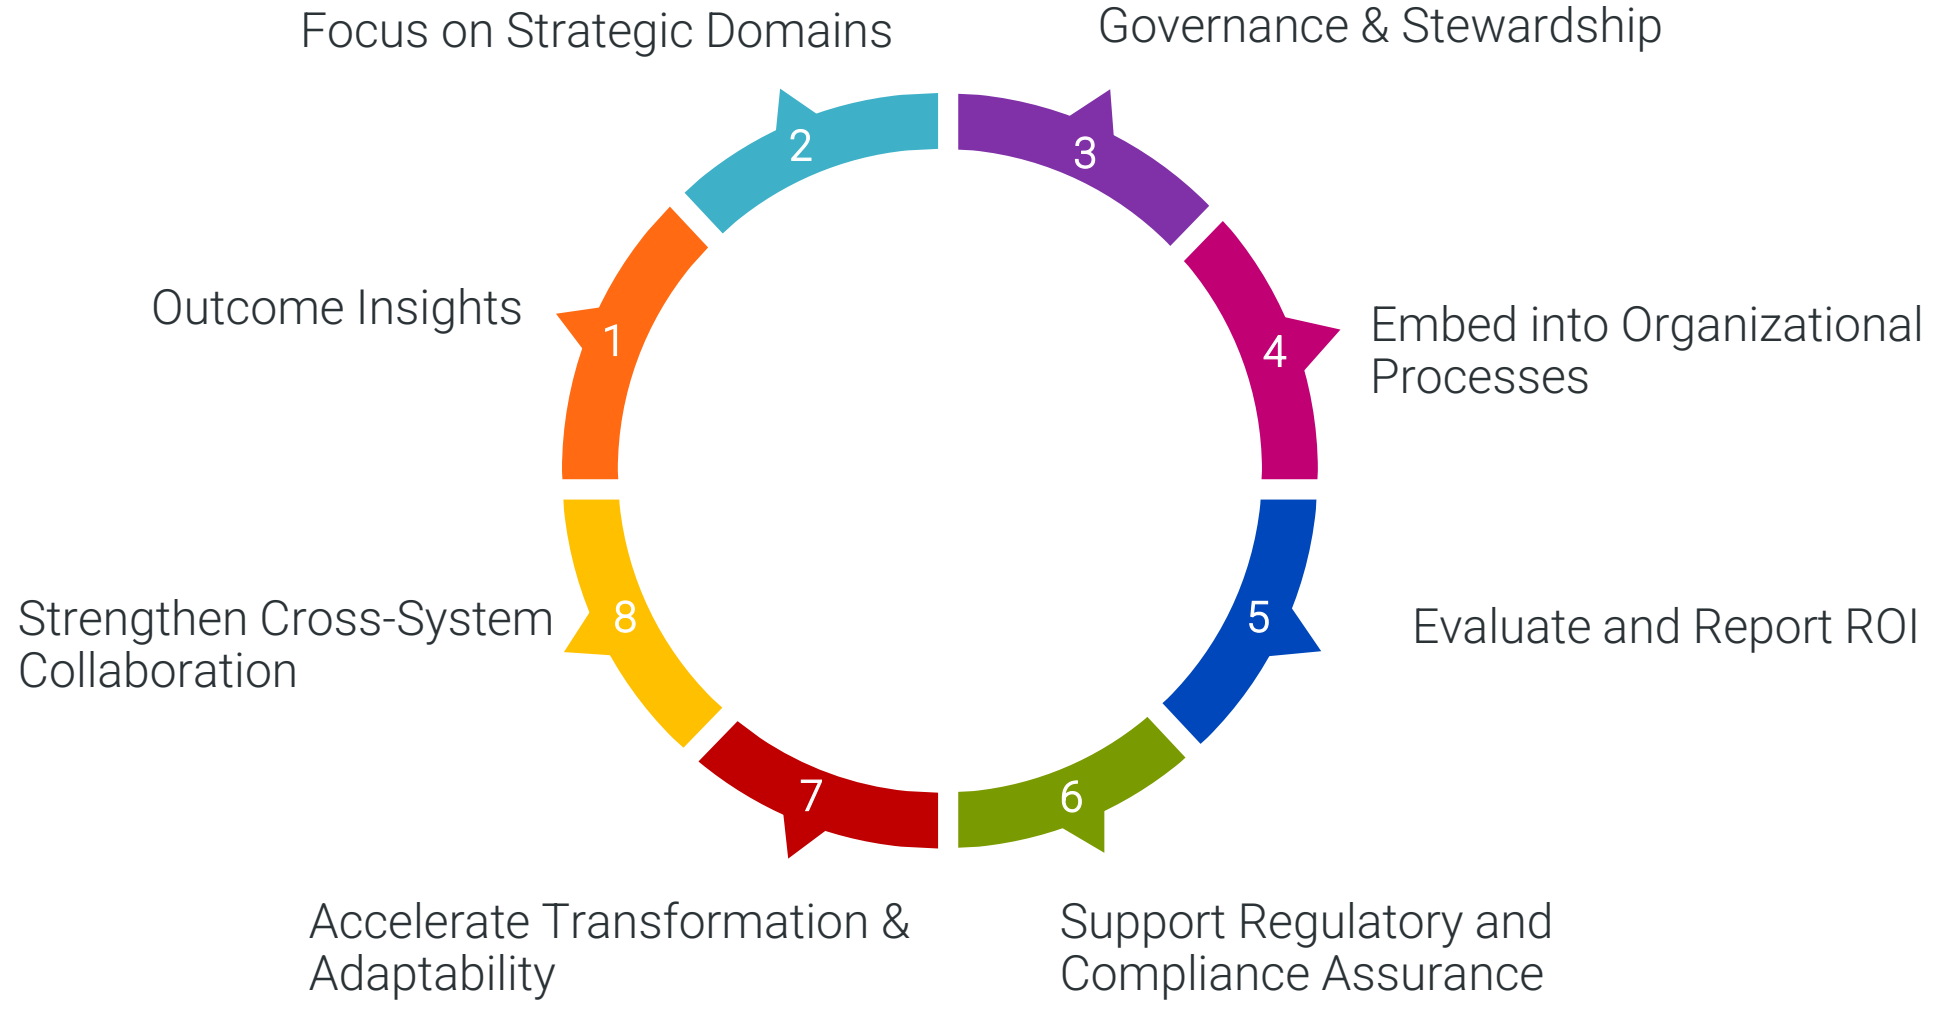 Focus on Strategic Domains
Governance & Stewardship
2
3
Outcome Insights
1
4
Embed into Organizational
Processes
Strengthen Cross-System
Collaboration
8
5
Evaluate and Report ROI
7
6
Accelerate Transformation &
Adaptability
Support Regulatory and
Compliance Assurance